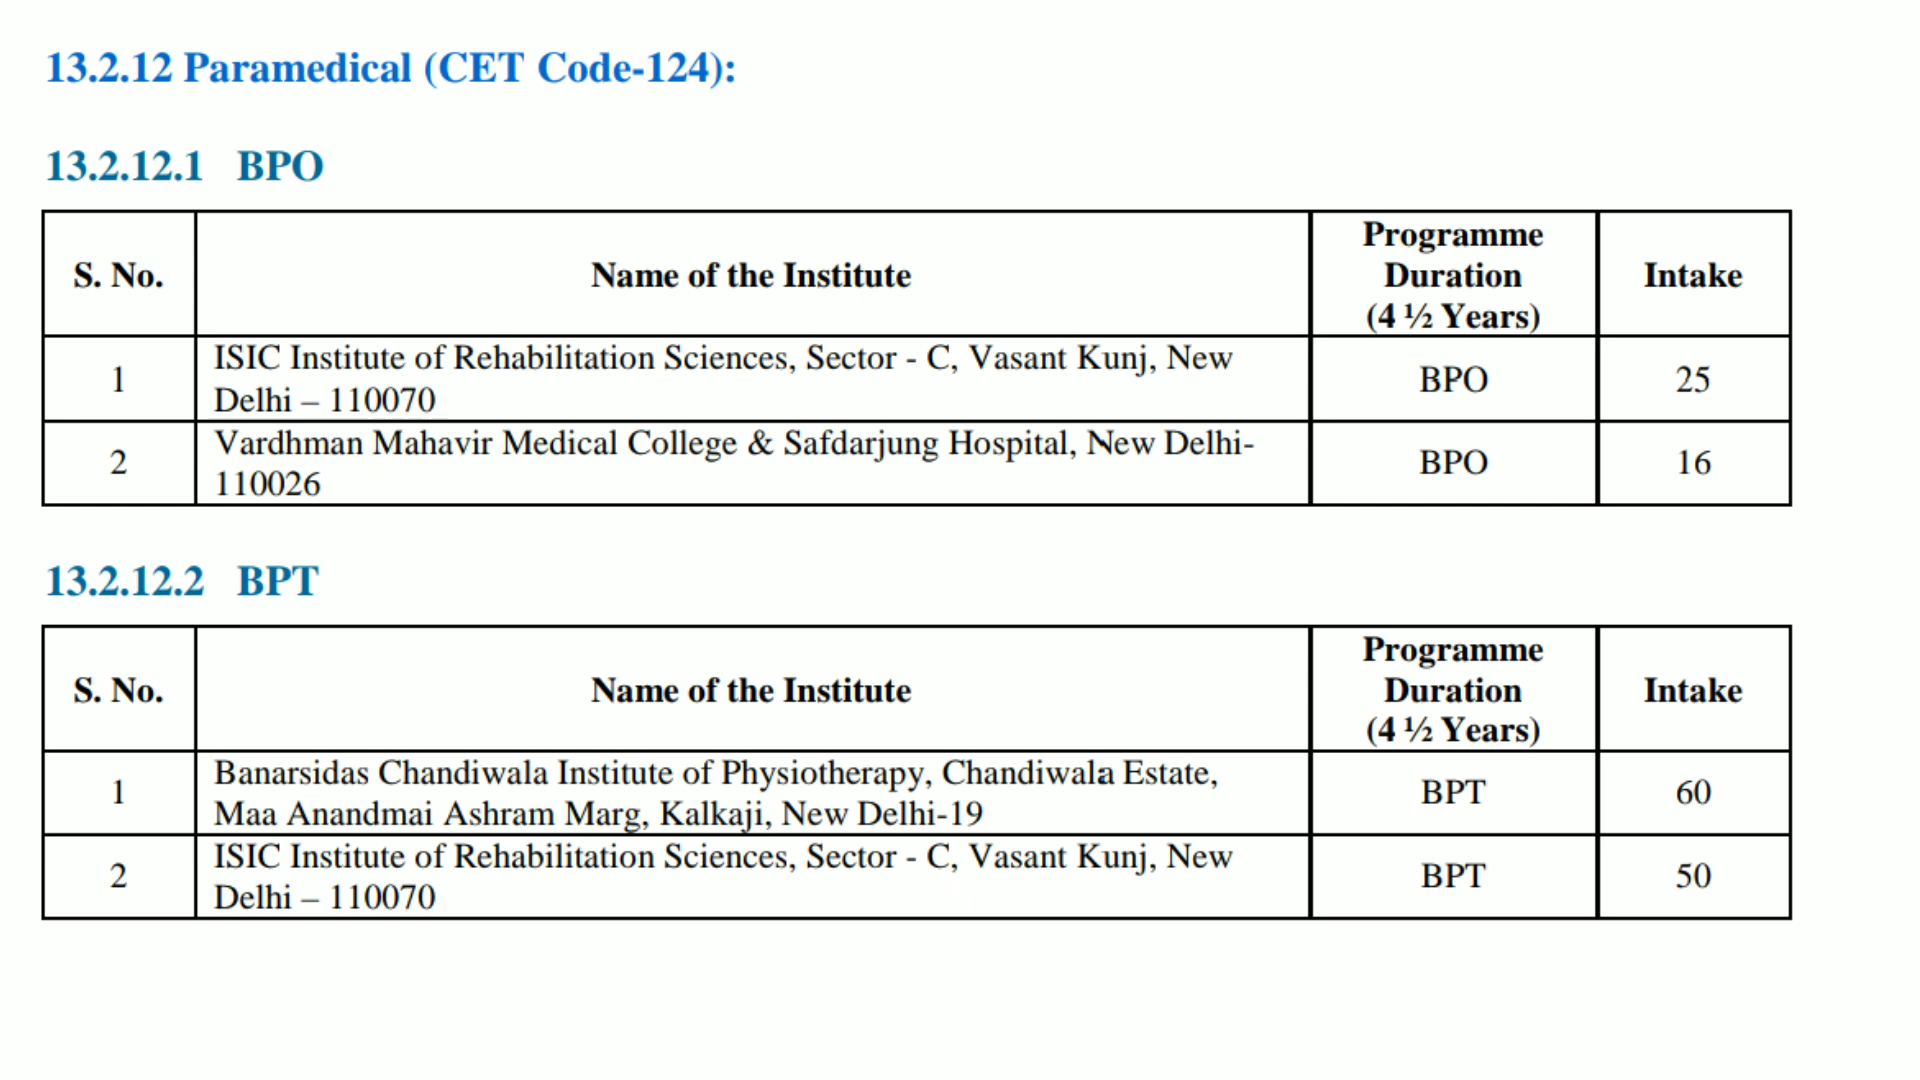 13.2.12 Paramedical (CET Code-124):
13.2.12.1 BPO
S. No. Name of the Institute Programme Duration (4 ½ Years) Intake
1 ISIC Institute of Rehabilitation Sciences, Sector - C, Vasant Kunj, New
Delhi – 110070 BPO 25
2 Vardhman Mahavir Medical College & Safdarjung Hospital, New Delhi-
110026 BPO 16
13.2.12.2 BPT
S. No. Name of the Institute Programme Duration (4 ½ Years) Intake
1 Banarsidas Chandiwala Institute of Physiotherapy, Chandiwala Estate,
Maa Anandmai Ashram Marg, Kalkaji, New Delhi-19 BPT 60
2 ISIC Institute of Rehabilitation Sciences, Sector - C, Vasant Kunj, New
Delhi – 110070 BPT 50